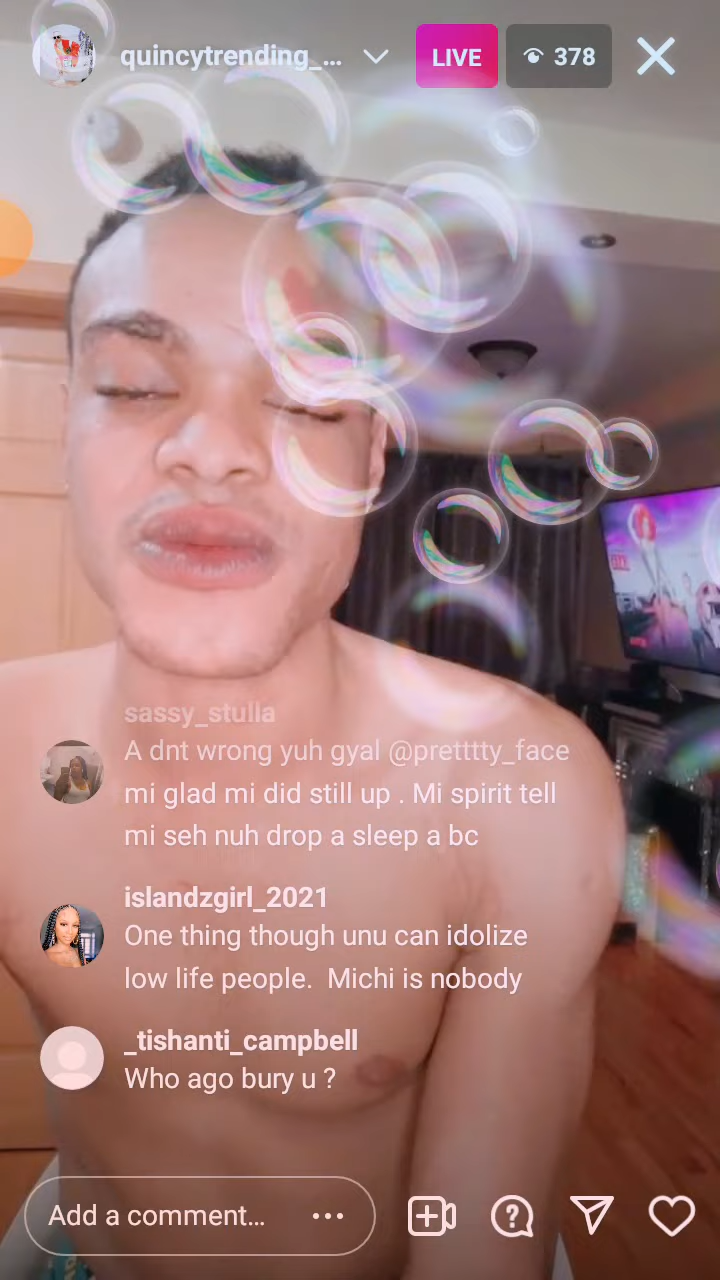 quincytrending_...
LIVE
378
sassy_stulla
A dnt wrong yuh gyal @prettttty_face
mi glad mi did still up . Mi spirit tell
mi seh nuh drop a sleep a bc
islandzgirl_2021
One thing though unu can idolize
low life people.  Michi is nobody
_tishanti_campbell
Who ago bury u ?
Add a comment...